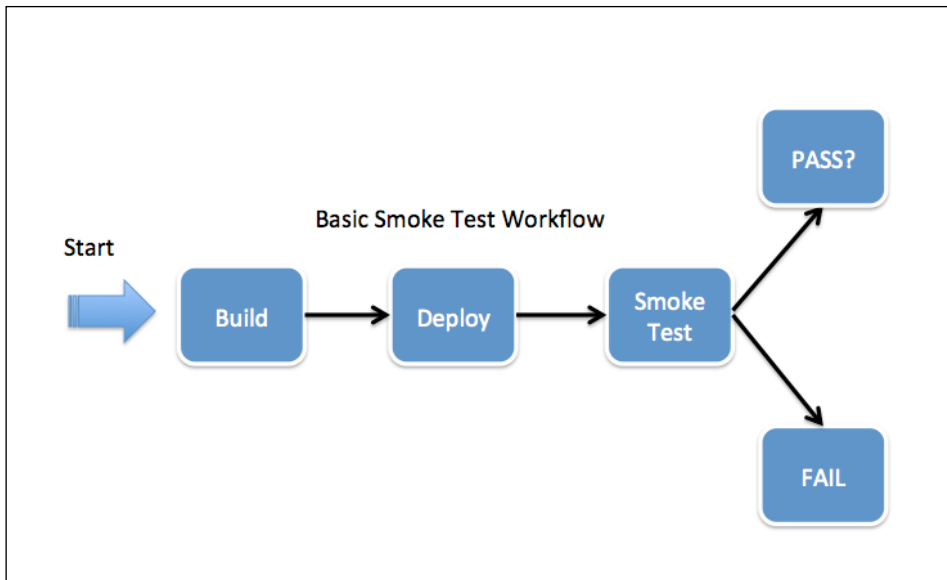 PASS?
Basic Smoke Test Workflow
Start
Build
Deploy
Smoke
Test
FAIL